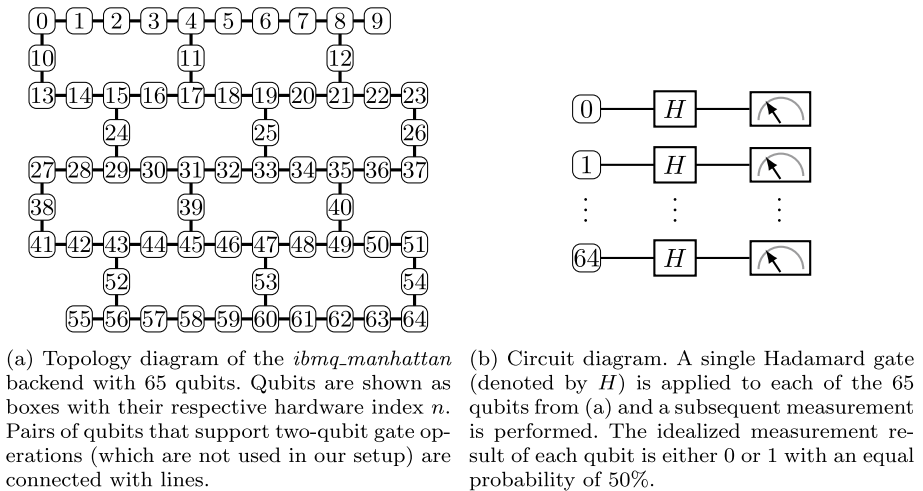 0 1 2 3 4 5 6 7 8 9
10 11 12
13 14 15 16 17 18 19 20 21 22 23
24 25 26
27 28 29 30 31 32 33 34 35 36 37
38 39 40
41 42 43 44 45 46 47 48 49 50 51
52 53 54
55 56 57 58 59 60 61 62 63 64
(a) Topology diagram of the ibmq_manhattan
backend with 65 qubits. Qubits are shown as
boxes with their respective hardware index n.
Pairs of qubits that support two-qubit gate op-
erations (which are not used in our setup) are
connected with lines.
0 H
1 H
⋮ ⋮ ⋮
64 H
(b) Circuit diagram. A single Hadamard gate
(denoted by H) is applied to each of the 65
qubits from (a) and a subsequent measurement
is performed. The idealized measurement re-
sult of each qubit is either 0 or 1 with an equal
probability of 50%.